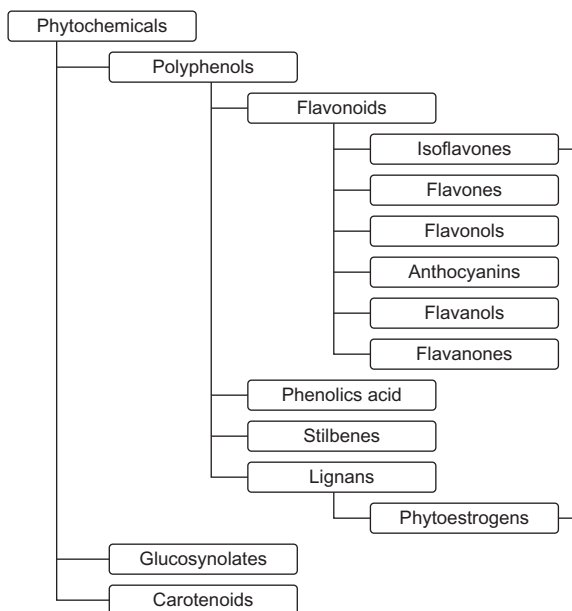 Phytochemicals
Polyphenols
Flavonoids
Isoflavones
Flavones
Flavonols
Anthocyanins
Flavanols
Flavanones
Phenolics acid
Stilbenes
Lignans
Phytoestrogens
Glucosynolates
Carotenoids